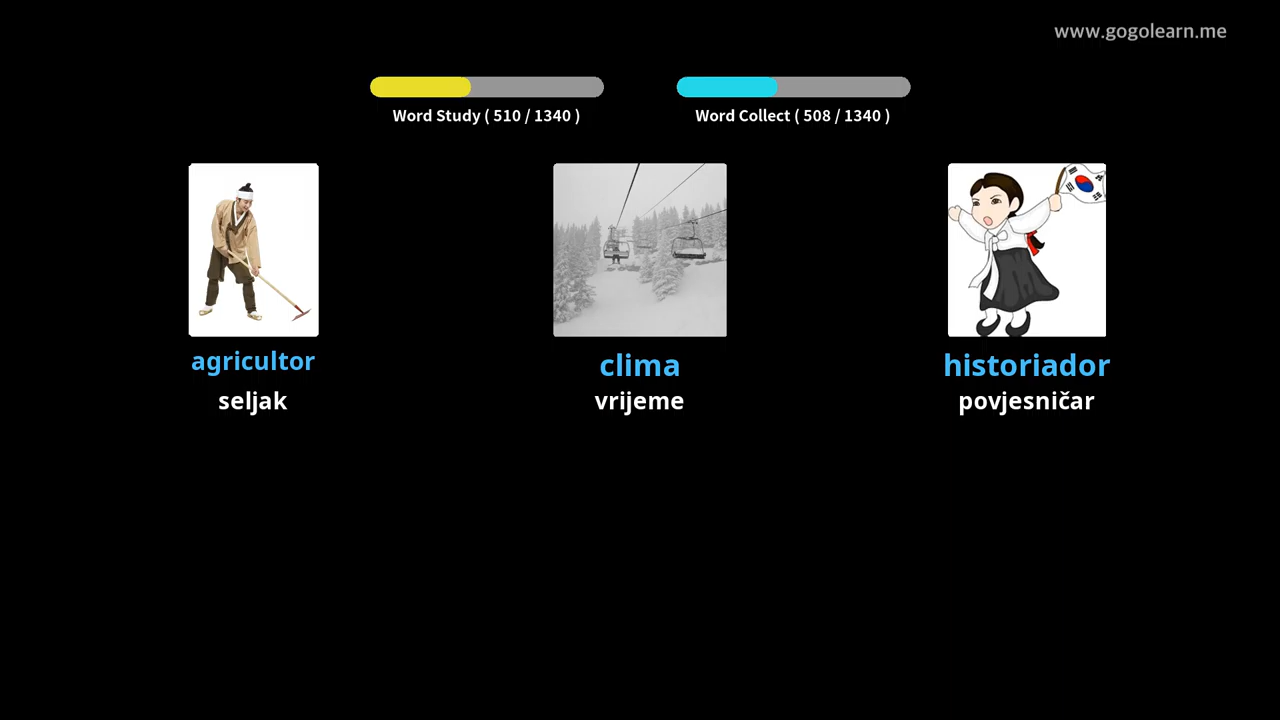 www.gogolearn.me
Word Study ( 510 / 1340 )
Word Collect ( 508 / 1340 )
agricultor
seljak
clima
vrijeme
historiador
povjesničar